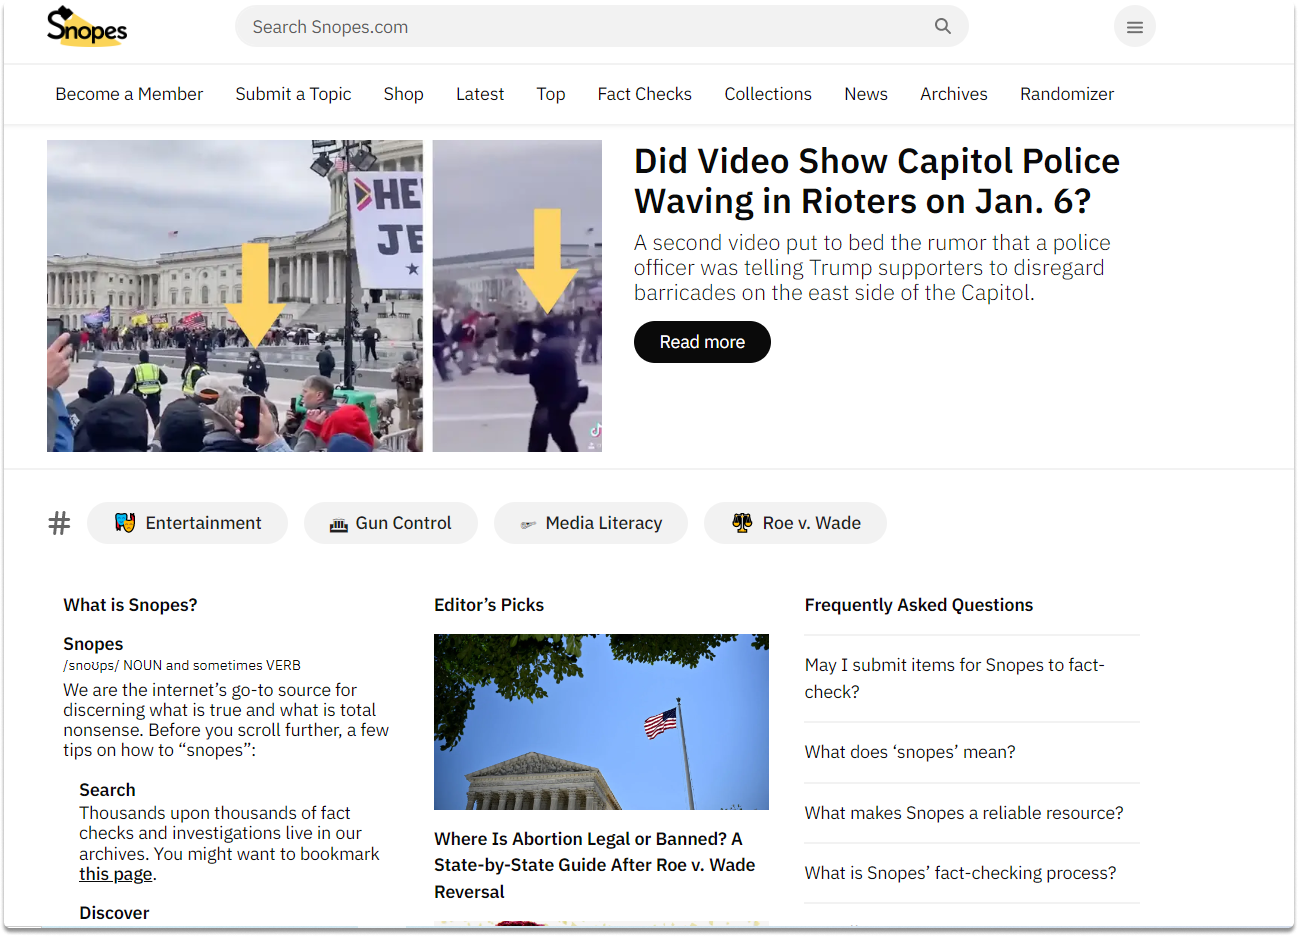 Snopes
Search Snopes.com
Become a Member Submit a Topic Shop Latest Top Fact Checks Collections News Archives Randomizer
HE
JE
Did Video Show Capitol Police
Waving in Rioters on Jan. 6?
A second video put to bed the rumor that a police
officer was telling Trump supporters to disregard
barricades on the east side of the Capitol.
Read more
# Entertainment Gun Control Media Literacy Roe v. Wade
What is Snopes?
Snopes
/snoʊps/ NOUN and sometimes VERB
We are the internet’s go-to source for
discerning what is true and what is total
nonsense. Before you scroll further, a few
tips on how to “snopes”:
Search
Thousands upon thousands of fact
checks and investigations live in our
archives. You might want to bookmark
this page.
Discover
Editor’s Picks
Where Is Abortion Legal or Banned? A
State-by-State Guide After Roe v. Wade
Reversal
Frequently Asked Questions
May I submit items for Snopes to fact-
check?
What does ‘snopes’ mean?
What makes Snopes a reliable resource?
What is Snopes’ fact-checking process?